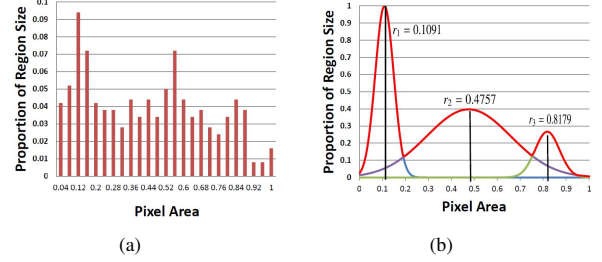 0.1
0.09
0.08
0.07
0.06
0.05
0.04
0.03
0.02
0.01
0
Proportion of Region Size
0.04 0.12 0.2 0.28 0.36 0.44 0.52 0.6 0.68 0.76 0.84 0.92 1
Pixel Area
(a)
1
0.9
0.8
0.7
0.6
0.5
0.4
0.3
0.2
0.1
0
Proportion of Region Size
r₁ = 0.1091
r₂ = 0.4757
r₃ = 0.8179
0 0.1 0.2 0.3 0.4 0.5 0.6 0.7 0.8 0.9 1
Pixel Area
(b)